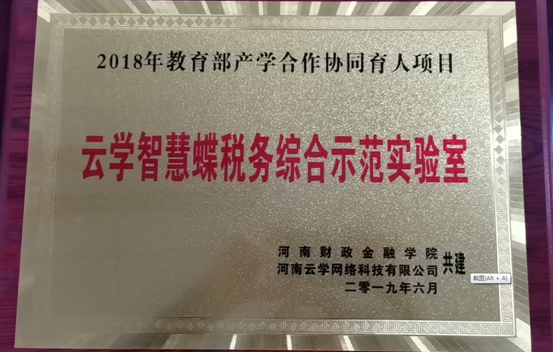 2018年教育部产学合作协同育人项目
云学智慧蝶税务综合示范实验室
河南财政金融学院
河南云学网络科技有限公司
共建
二零一九年六月
截图(Alt + A)